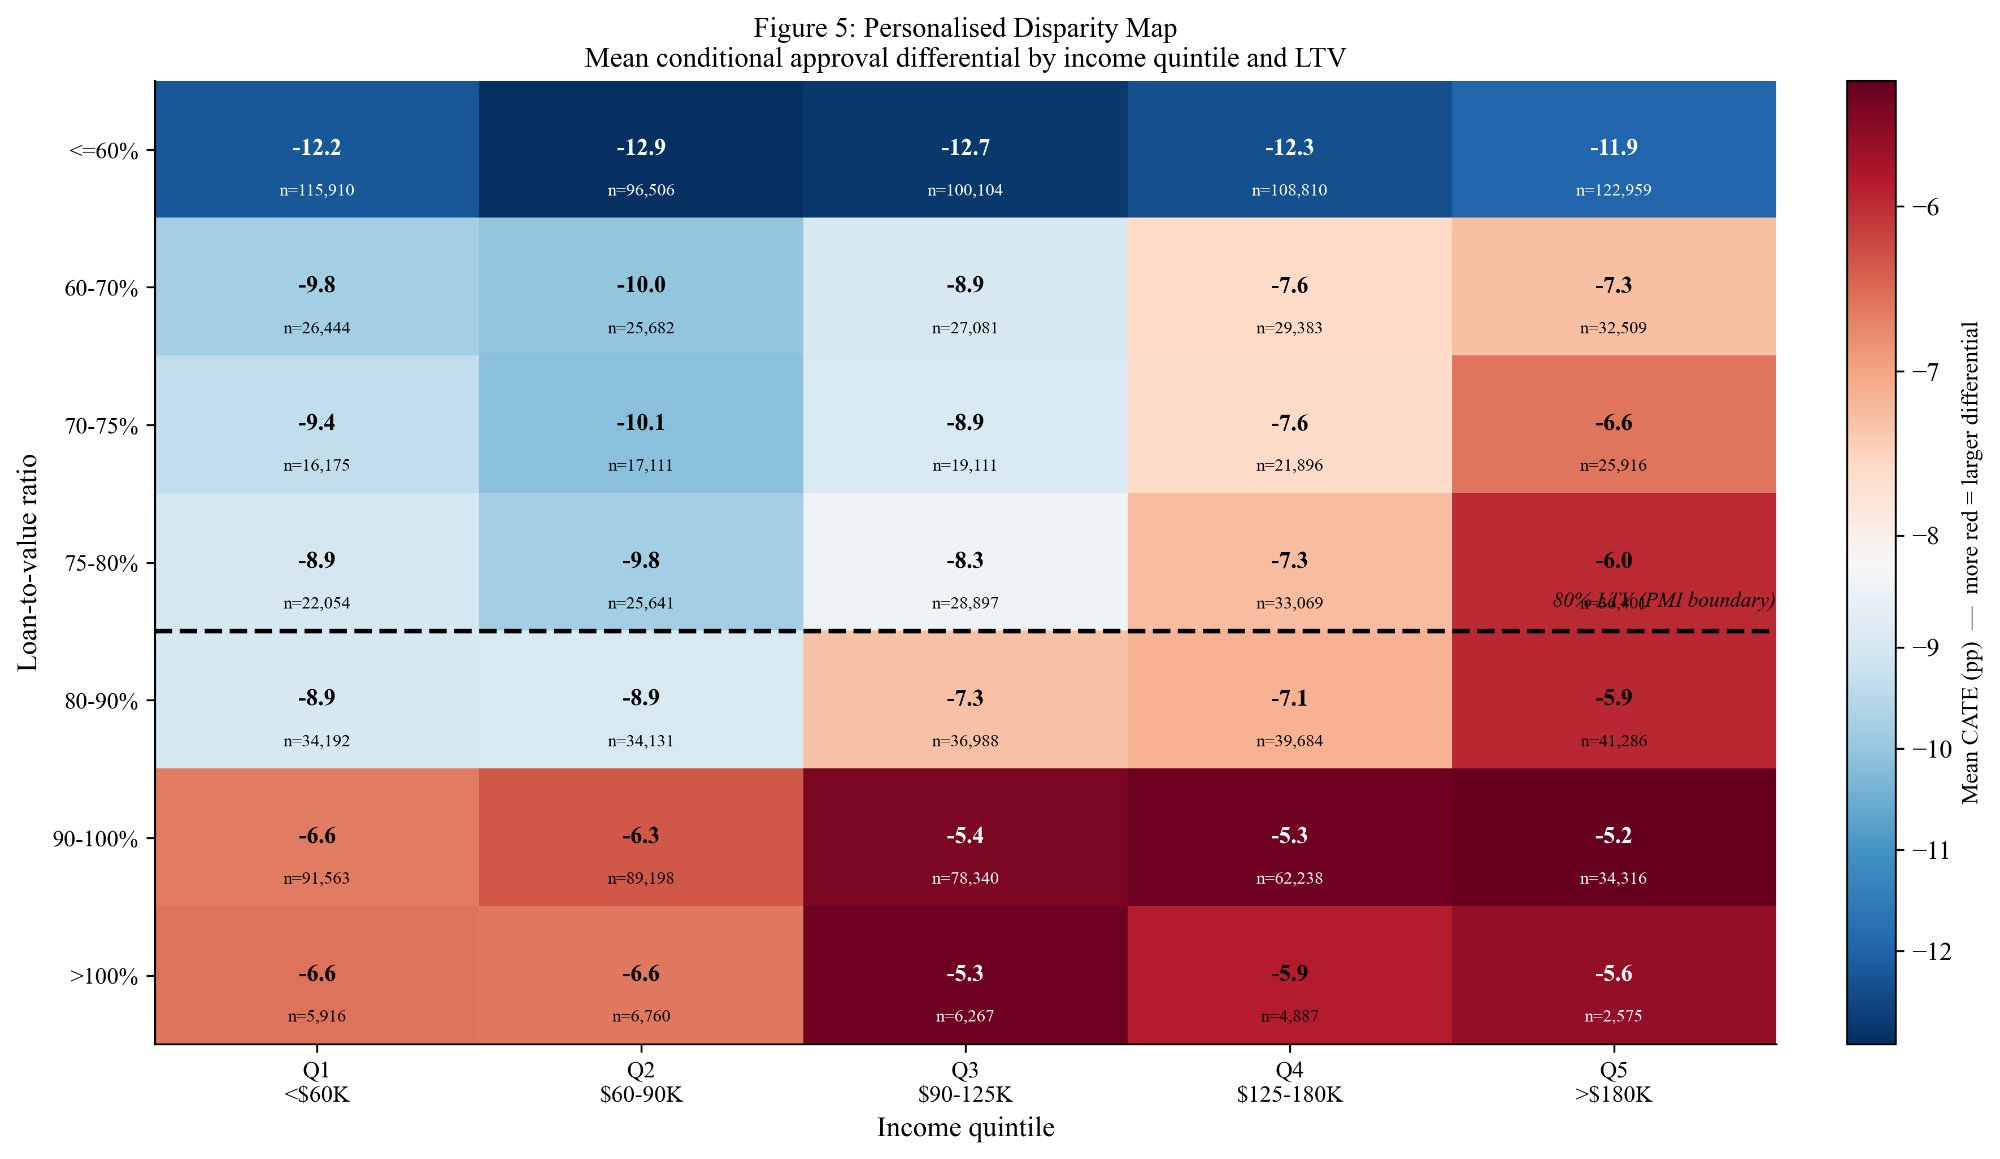 Figure 5: Personalised Disparity Map
Mean conditional approval differential by income quintile and LTV
Loan-to-value ratio
<=60%
-12.2
-12.9
-12.7
-12.3
-11.9
n=115,910
n=96,506
n=100,104
n=108,810
n=122,959
60-70%
-9.8
-10.0
-8.9
-7.6
-7.3
n=26,444
n=25,682
n=27,081
n=29,383
n=32,509
70-75%
-9.4
-10.1
-8.9
-7.6
-6.6
n=16,175
n=17,111
n=19,111
n=21,896
n=25,916
75-80%
-8.9
-9.8
-8.3
-7.3
-6.0
n=22,054
n=25,641
n=28,897
n=33,069
80% LTV (PMI boundary)
80-90%
-8.9
-8.9
-7.3
-7.1
-5.9
n=34,192
n=34,131
n=36,988
n=39,684
n=41,286
90-100%
-6.6
-6.3
-5.4
-5.3
-5.2
n=91,563
n=89,198
n=78,340
n=62,238
n=34,316
>100%
-6.6
-6.6
-5.3
-5.9
-5.6
n=5,916
n=6,760
n=6,267
n=4,887
n=2,575
Q1
<$60K
Q2
$60-90K
Q3
$90-125K
Q4
$125-180K
Q5
>$180K
Income quintile
−6
−7
−8
−9
−10
−11
−12
Mean CATE (pp) — more red = larger differential